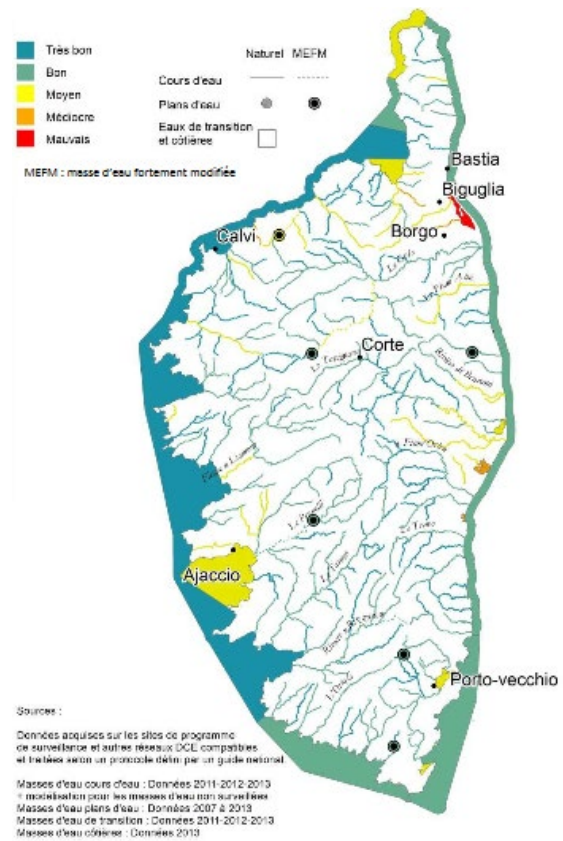 Très bon
Bon
Moyen
Médiocre
Mauvais
Naturel MEFM
Cours d'eau
Plans d'eau
Eaux de transition
et côtières
MEFM : masse d'eau fortement modifiée
Bastia
Biguglia
Borgo
Calvi
Corte
Ajaccio
Porto-vecchio
Sources :
Données acquises sur les sites de programme
de surveillance et autres réseaux DCE compatibles
et traitées selon un protocole défini par un guide national
Masses d'eau cours d'eau : Données 2011-2012-2013
+ modélisation pour les masses d'eau non surveillées
Masses d'eau plans d'eau : Données 2007 à 2013
Masses d'eau de transition : Données 2011-2012-2013
Masses d'eau côtières : Données 2013